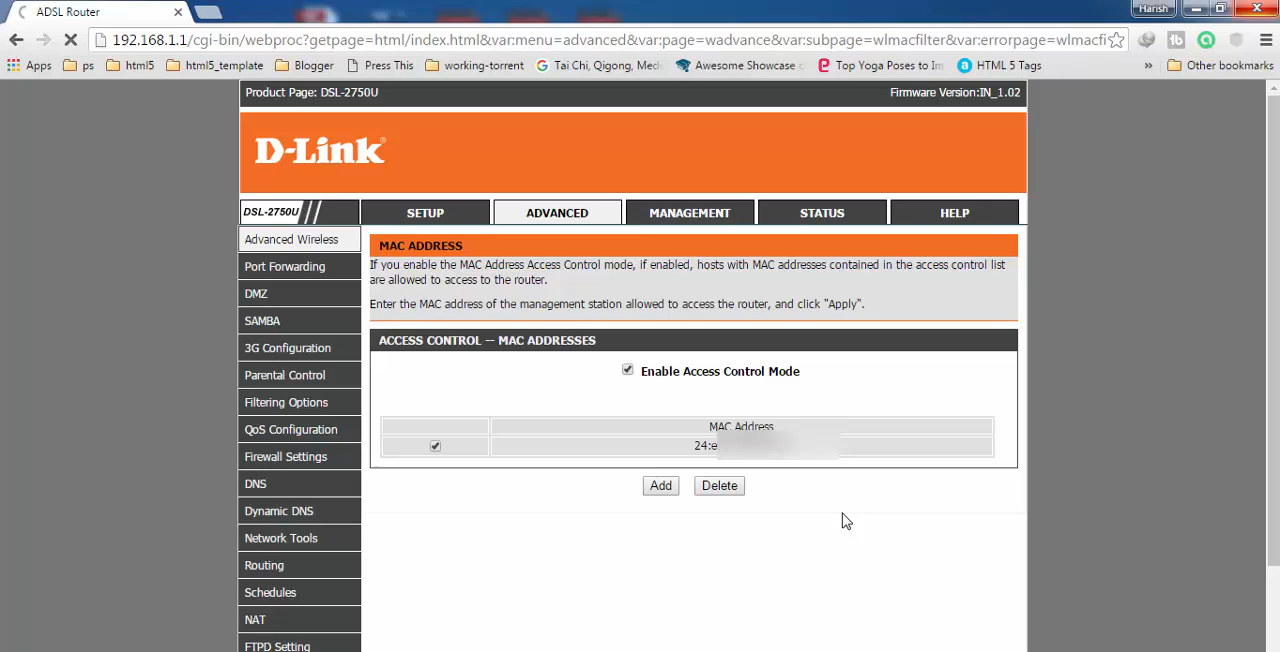 ADSL Router
Harish
192.168.1.1/cgi-bin/webproc?getpage=html/index.html&varmenu=advanced&var:page=wadvance&var:subpage=wlmacfilter&var:errorpage=wlmacfi
Apps ps html5 html5_template Blogger Press This working-torrent Tai Chi, Qigong, Med Awesome Showcase Top Yoga Poses to Im HTML 5 Tags » Other bookmarks
Product Page: DSL-2750U Firmware Version:IN_1.02
D-Link
DSL-2750U SETUP ADVANCED MANAGEMENT STATUS HELP
Advanced Wireless
Port Forwarding
DMZ
SAMBA
3G Configuration
Parental Control
Filtering Options
QoS Configuration
Firewall Settings
DNS
Dynamic DNS
Network Tools
Routing
Schedules
NAT
FTPD Setting
MAC ADDRESS
If you enable the MAC Address Access Control mode, if enabled, hosts with MAC addresses contained in the access control list
are allowed to access to the router.
Enter the MAC address of the management station allowed to access the router, and click "Apply".
ACCESS CONTROL -- MAC ADDRESSES
Enable Access Control Mode
MAC Address
24:e
Add Delete